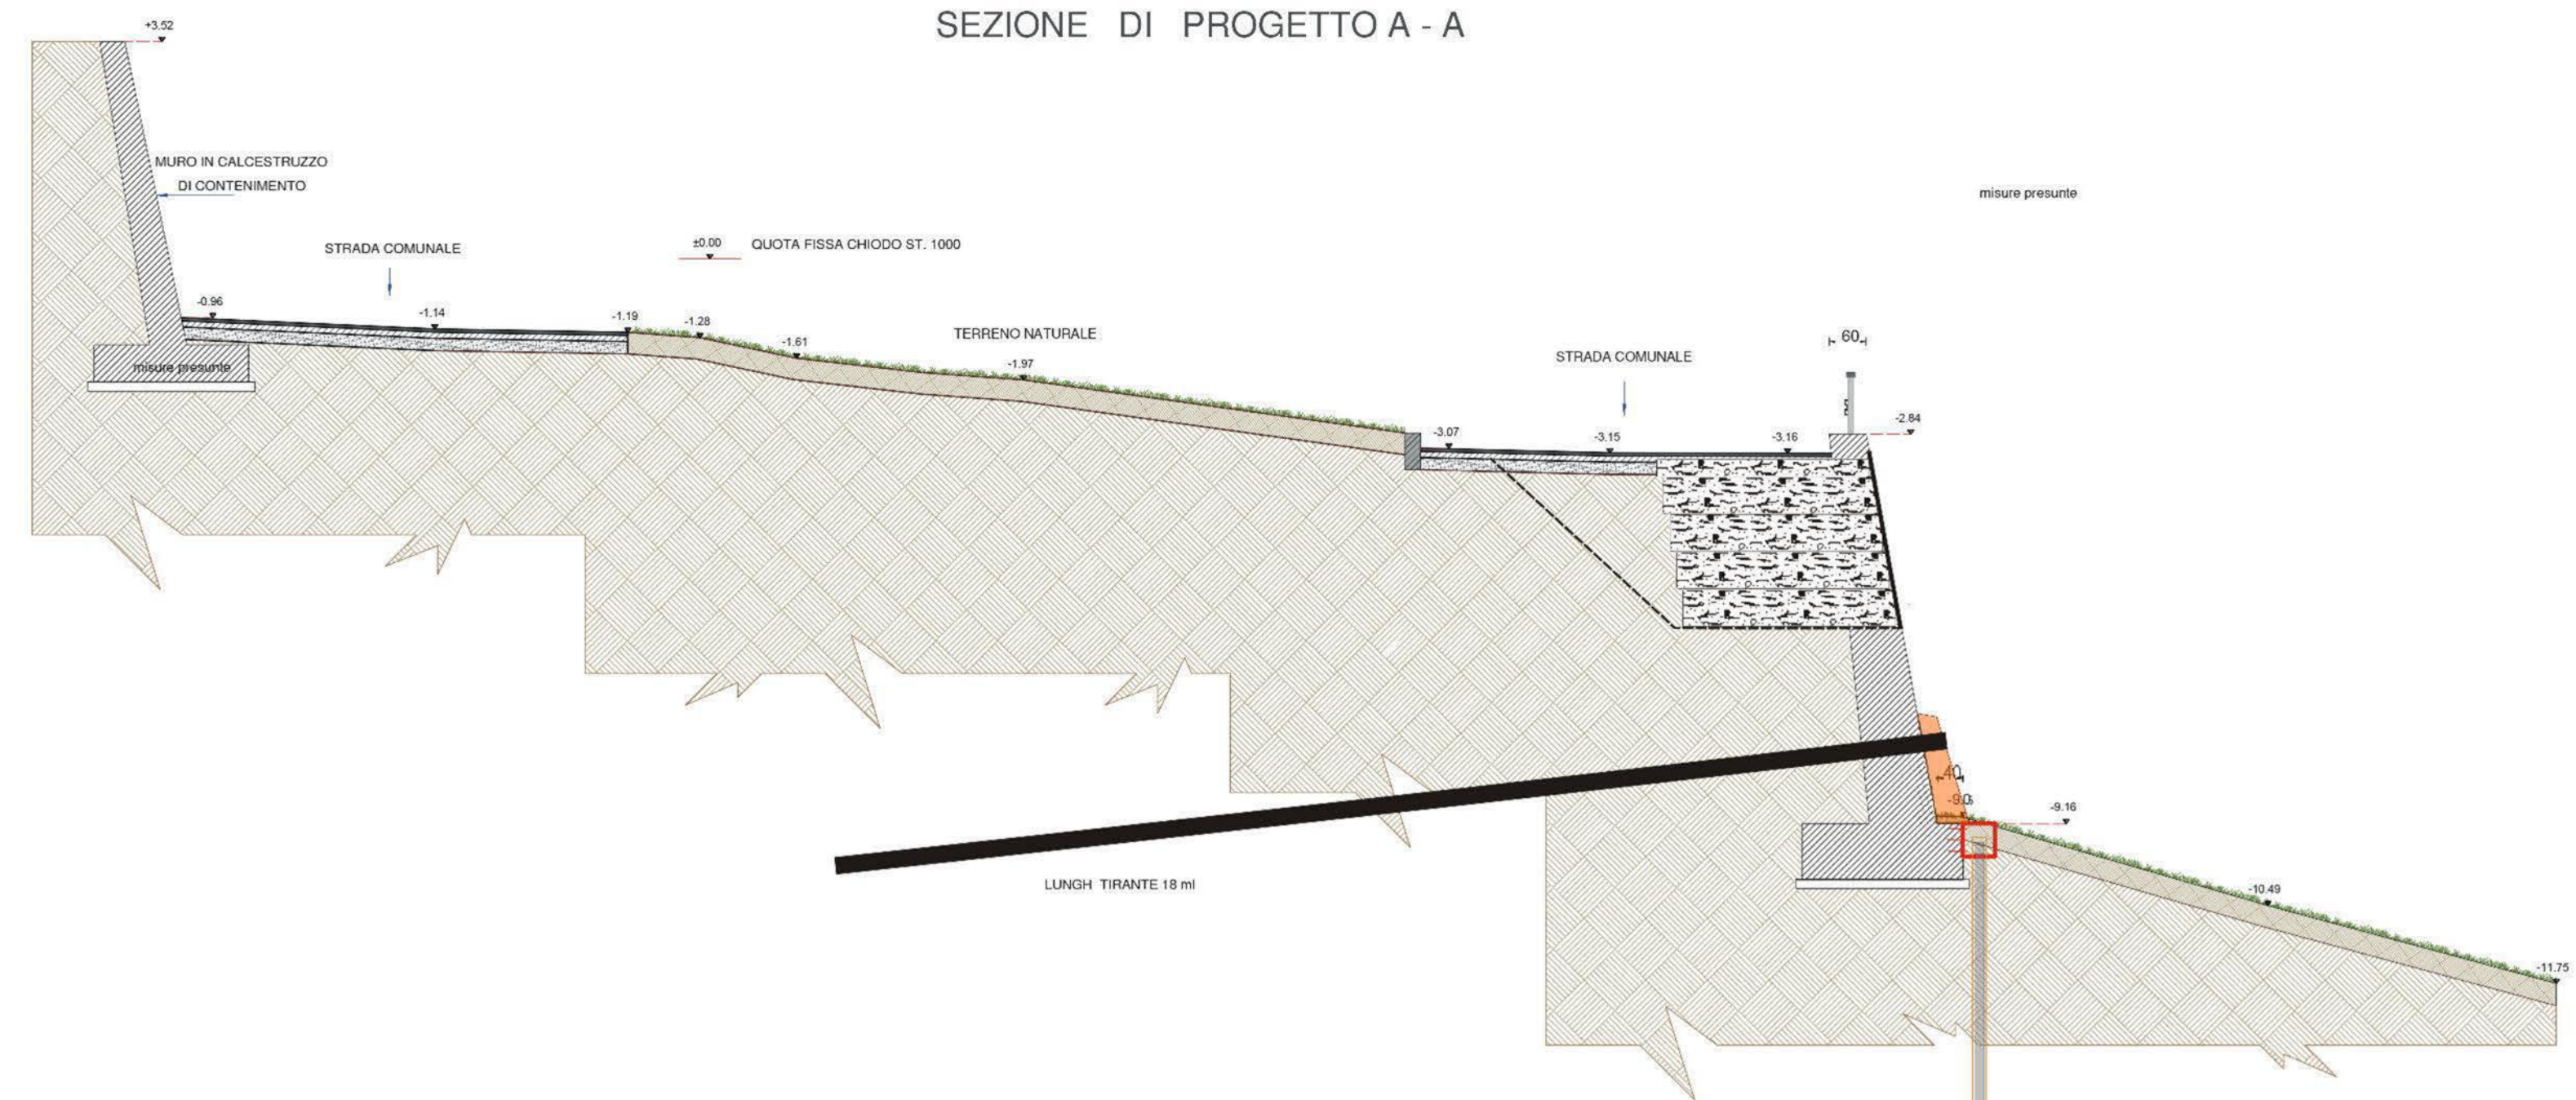 SEZIONE DI PROGETTO A - A
+3.52
MURO IN CALCESTRUZZO
DI CONTENIMENTO
misure presunte
STRADA COMUNALE
±0.00 QUOTA FISSA CHIODO ST. 1000
-0.96
-1.14
-1.19
-1.28
-1.61
TERRENO NATURALE
-1.97
misure presunte
STRADA COMUNALE
60
-2.84
-3.07
-3.15
-3.16
40
-9.16
LUNGH TIRANTE 18 ml
-10.49
-11.75